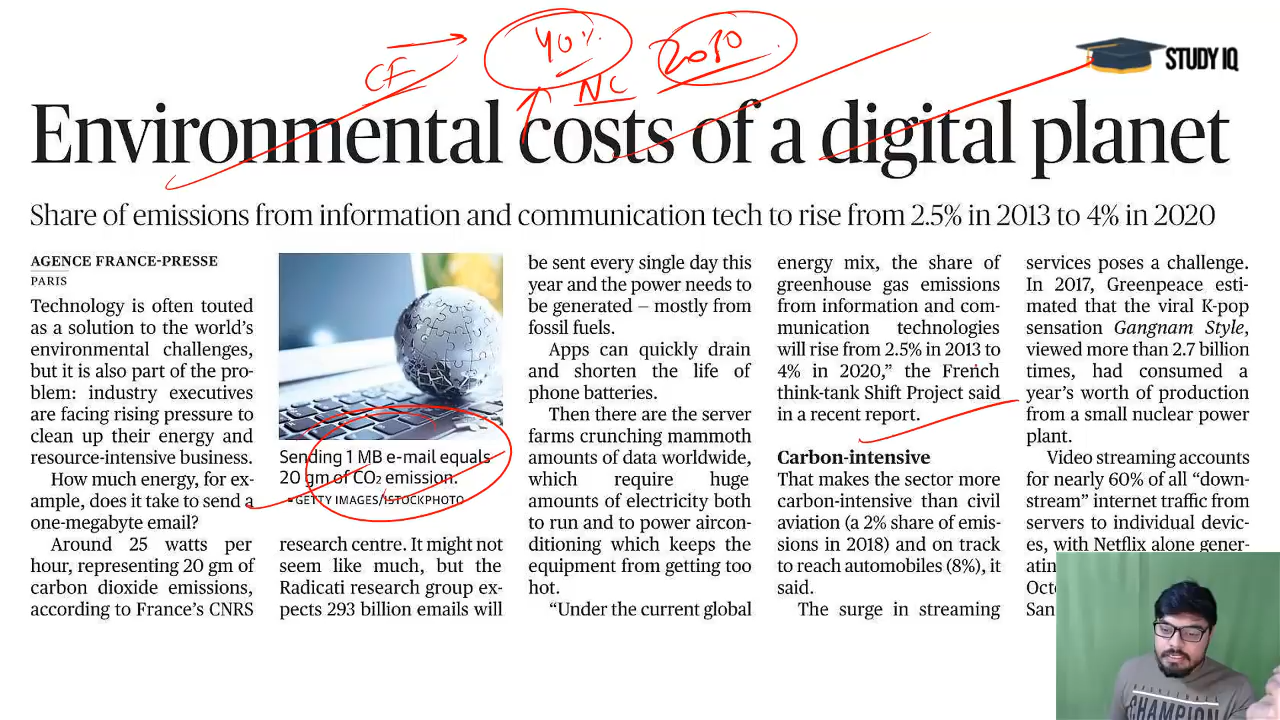 CF
40%
NC
2030
STUDY IQ
Environmental costs of a digital planet
Share of emissions from information and communication tech to rise from 2.5% in 2013 to 4% in 2020
AGENCE FRANCE-PRESSE
PARIS
Technology is often touted
as a solution to the world's
environmental challenges,
but it is also part of the pro-
blem: industry executives
are facing rising pressure to
clean up their energy and
resource-intensive business.
How much energy, for ex-
ample, does it take to send a
one-megabyte email?
Around 25 watts per
hour, representing 20 gm of
carbon dioxide emissions,
according to France's CNRS
Sending 1 MB e-mail equals
20 gm of CO₂ emission.
GETTY IMAGES/ISTOCKPHOTO
research centre. It might not
seem like much, but the
Radicati research group ex-
pects 293 billion emails will
be sent every single day this
year and the power needs to
be generated – mostly from
fossil fuels.
Apps can quickly drain
and shorten the life of
phone batteries.
Then there are the server
farms crunching mammoth
amounts of data worldwide,
which require huge
amounts of electricity both
to run and to power aircon-
ditioning which keeps the
equipment from getting too
hot.
"Under the current global
energy mix, the share of
greenhouse gas emissions
from information and com-
munication technologies
will rise from 2.5% in 2013 to
4% in 2020," the French
think-tank Shift Project said
in a recent report.
Carbon-intensive
That makes the sector more
carbon-intensive than civil
aviation (a 2% share of emis-
sions in 2018) and on track
to reach automobiles (8%), it
said.
The surge in streaming
services poses a challenge.
In 2017, Greenpeace esti-
mated that the viral K-pop
sensation Gangnam Style,
viewed more than 2.7 billion
times, had consumed a
year's worth of production
from a small nuclear power
plant.
Video streaming accounts
for nearly 60% of all "down-
stream" internet traffic from
servers to individual devic-
es, with Netflix alone gener-
CHAMPION